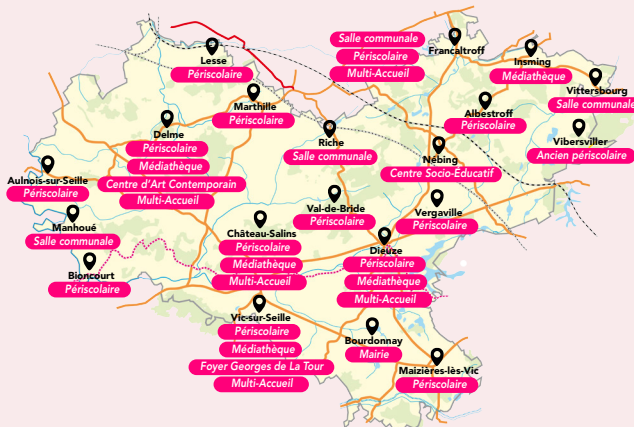 Salle communale
Périscolaire
Multi-Accueil
Francaltroff
Lesse
Périscolaire
Insming
Médiathèque
Vittersbourg
Salle communale
Marthille
Périscolaire
Albestroff
Périscolaire
Delme
Périscolaire
Médiathèque
Centre d'Art Contemporain
Multi-Accueil
Riche
Salle communale
Vibersviller
Ancien périscolaire
Nébing
Centre Socio-Éducatif
Aulnois-sur-Seille
Périscolaire
Val-de-Bride
Périscolaire
Vergaville
Périscolaire
Manhoué
Salle communale
Château-Salins
Périscolaire
Médiathèque
Multi-Accueil
Dieuze
Périscolaire
Médiathèque
Multi-Accueil
Bioncourt
Périscolaire
Vic-sur-Seille
Périscolaire
Médiathèque
Foyer Georges de La Tour
Multi-Accueil
Bourdonnay
Mairie
Maizières-lès-Vic
Périscolaire